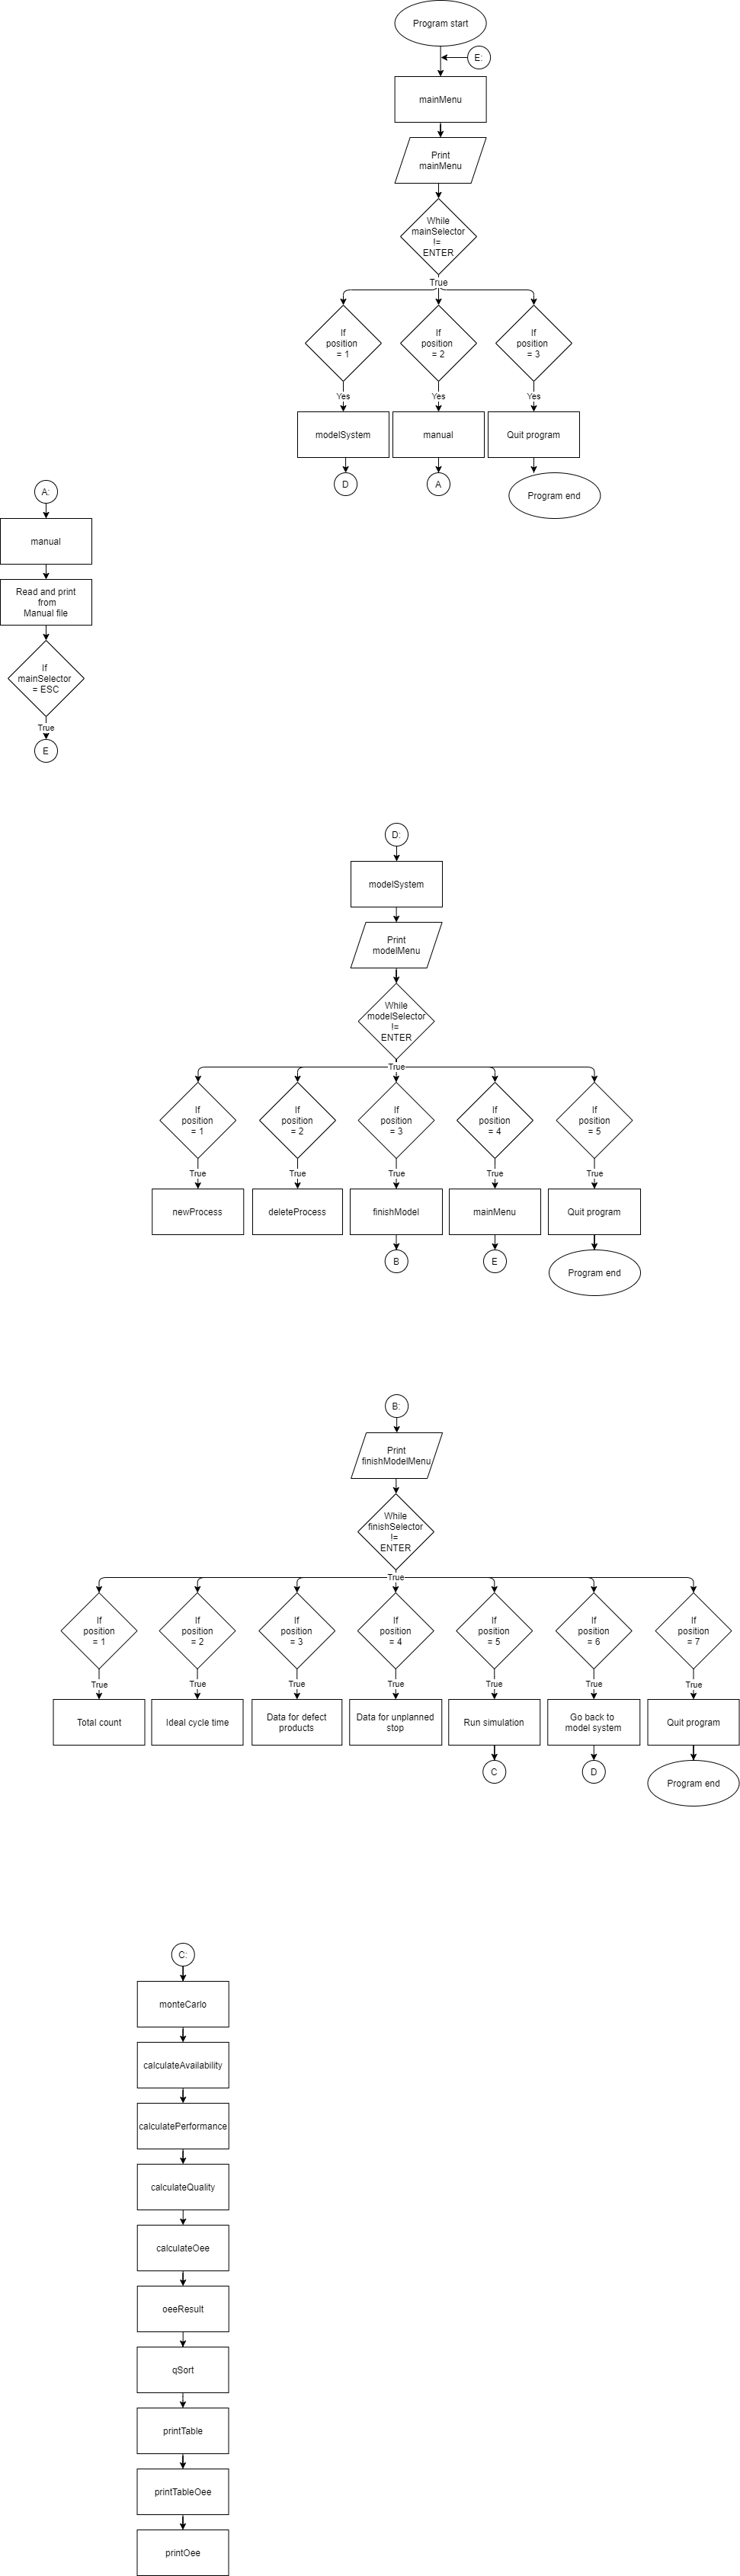 Program start
E:
mainMenu
Print
mainMenu
While
mainSelector
!=
ENTER
True
If
position
= 1
If
position
= 2
If
position
= 3
Yes
Yes
Yes
modelSystem
manual
Quit program
D
A
Program end
A:
manual
Read and print
from
Manual file
If
mainSelector
= ESC
True
E
D:
modelSystem
Print
modelMenu
While
modelSelector
!=
ENTER
True
If
position
= 1
If
position
= 2
If
position
= 3
If
position
= 4
If
position
= 5
True
True
True
True
True
newProcess
deleteProcess
finishModel
mainMenu
Quit program
B
E
Program end
B:
Print
finishModelMenu
While
finishSelector
!=
ENTER
True
If
position
= 1
If
position
= 2
If
position
= 3
If
position
= 4
If
position
= 5
If
position
= 6
If
position
= 7
True
True
True
True
True
True
True
Total count
Ideal cycle time
Data for defect
products
Data for unplanned
stop
Run simulation
Go back to
model system
Quit program
C
D
Program end
C:
monteCarlo
calculateAvailability
calculatePerformance
calculateQuality
calculateOee
oeeResult
qSort
printTable
printTableOee
printOee